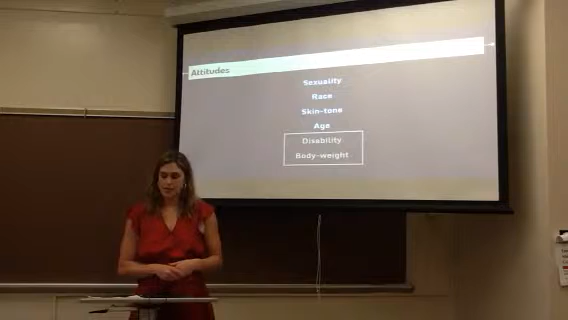 Attitudes
Sexuality
Race
Skin-tone
Age
Disability
Body-weight